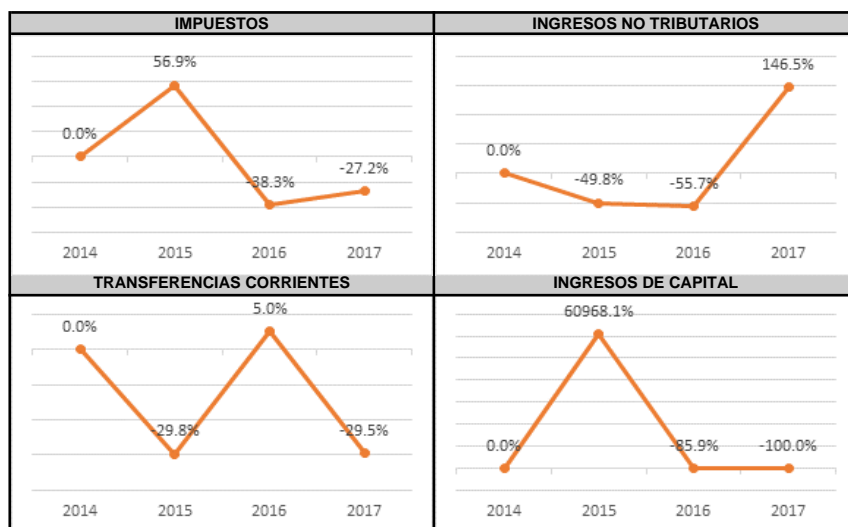 IMPUESTOS
56.9%
0.0%
-38.3%
-27.2%
2014 2015 2016 2017
INGRESOS NO TRIBUTARIOS
146.5%
0.0%
-49.8%
-55.7%
2014 2015 2016 2017
TRANSFERENCIAS CORRIENTES
5.0%
0.0%
-29.8%
-29.5%
2014 2015 2016 2017
INGRESOS DE CAPITAL
60968.1%
0.0%
-85.9%
-100.0%
2014 2015 2016 2017